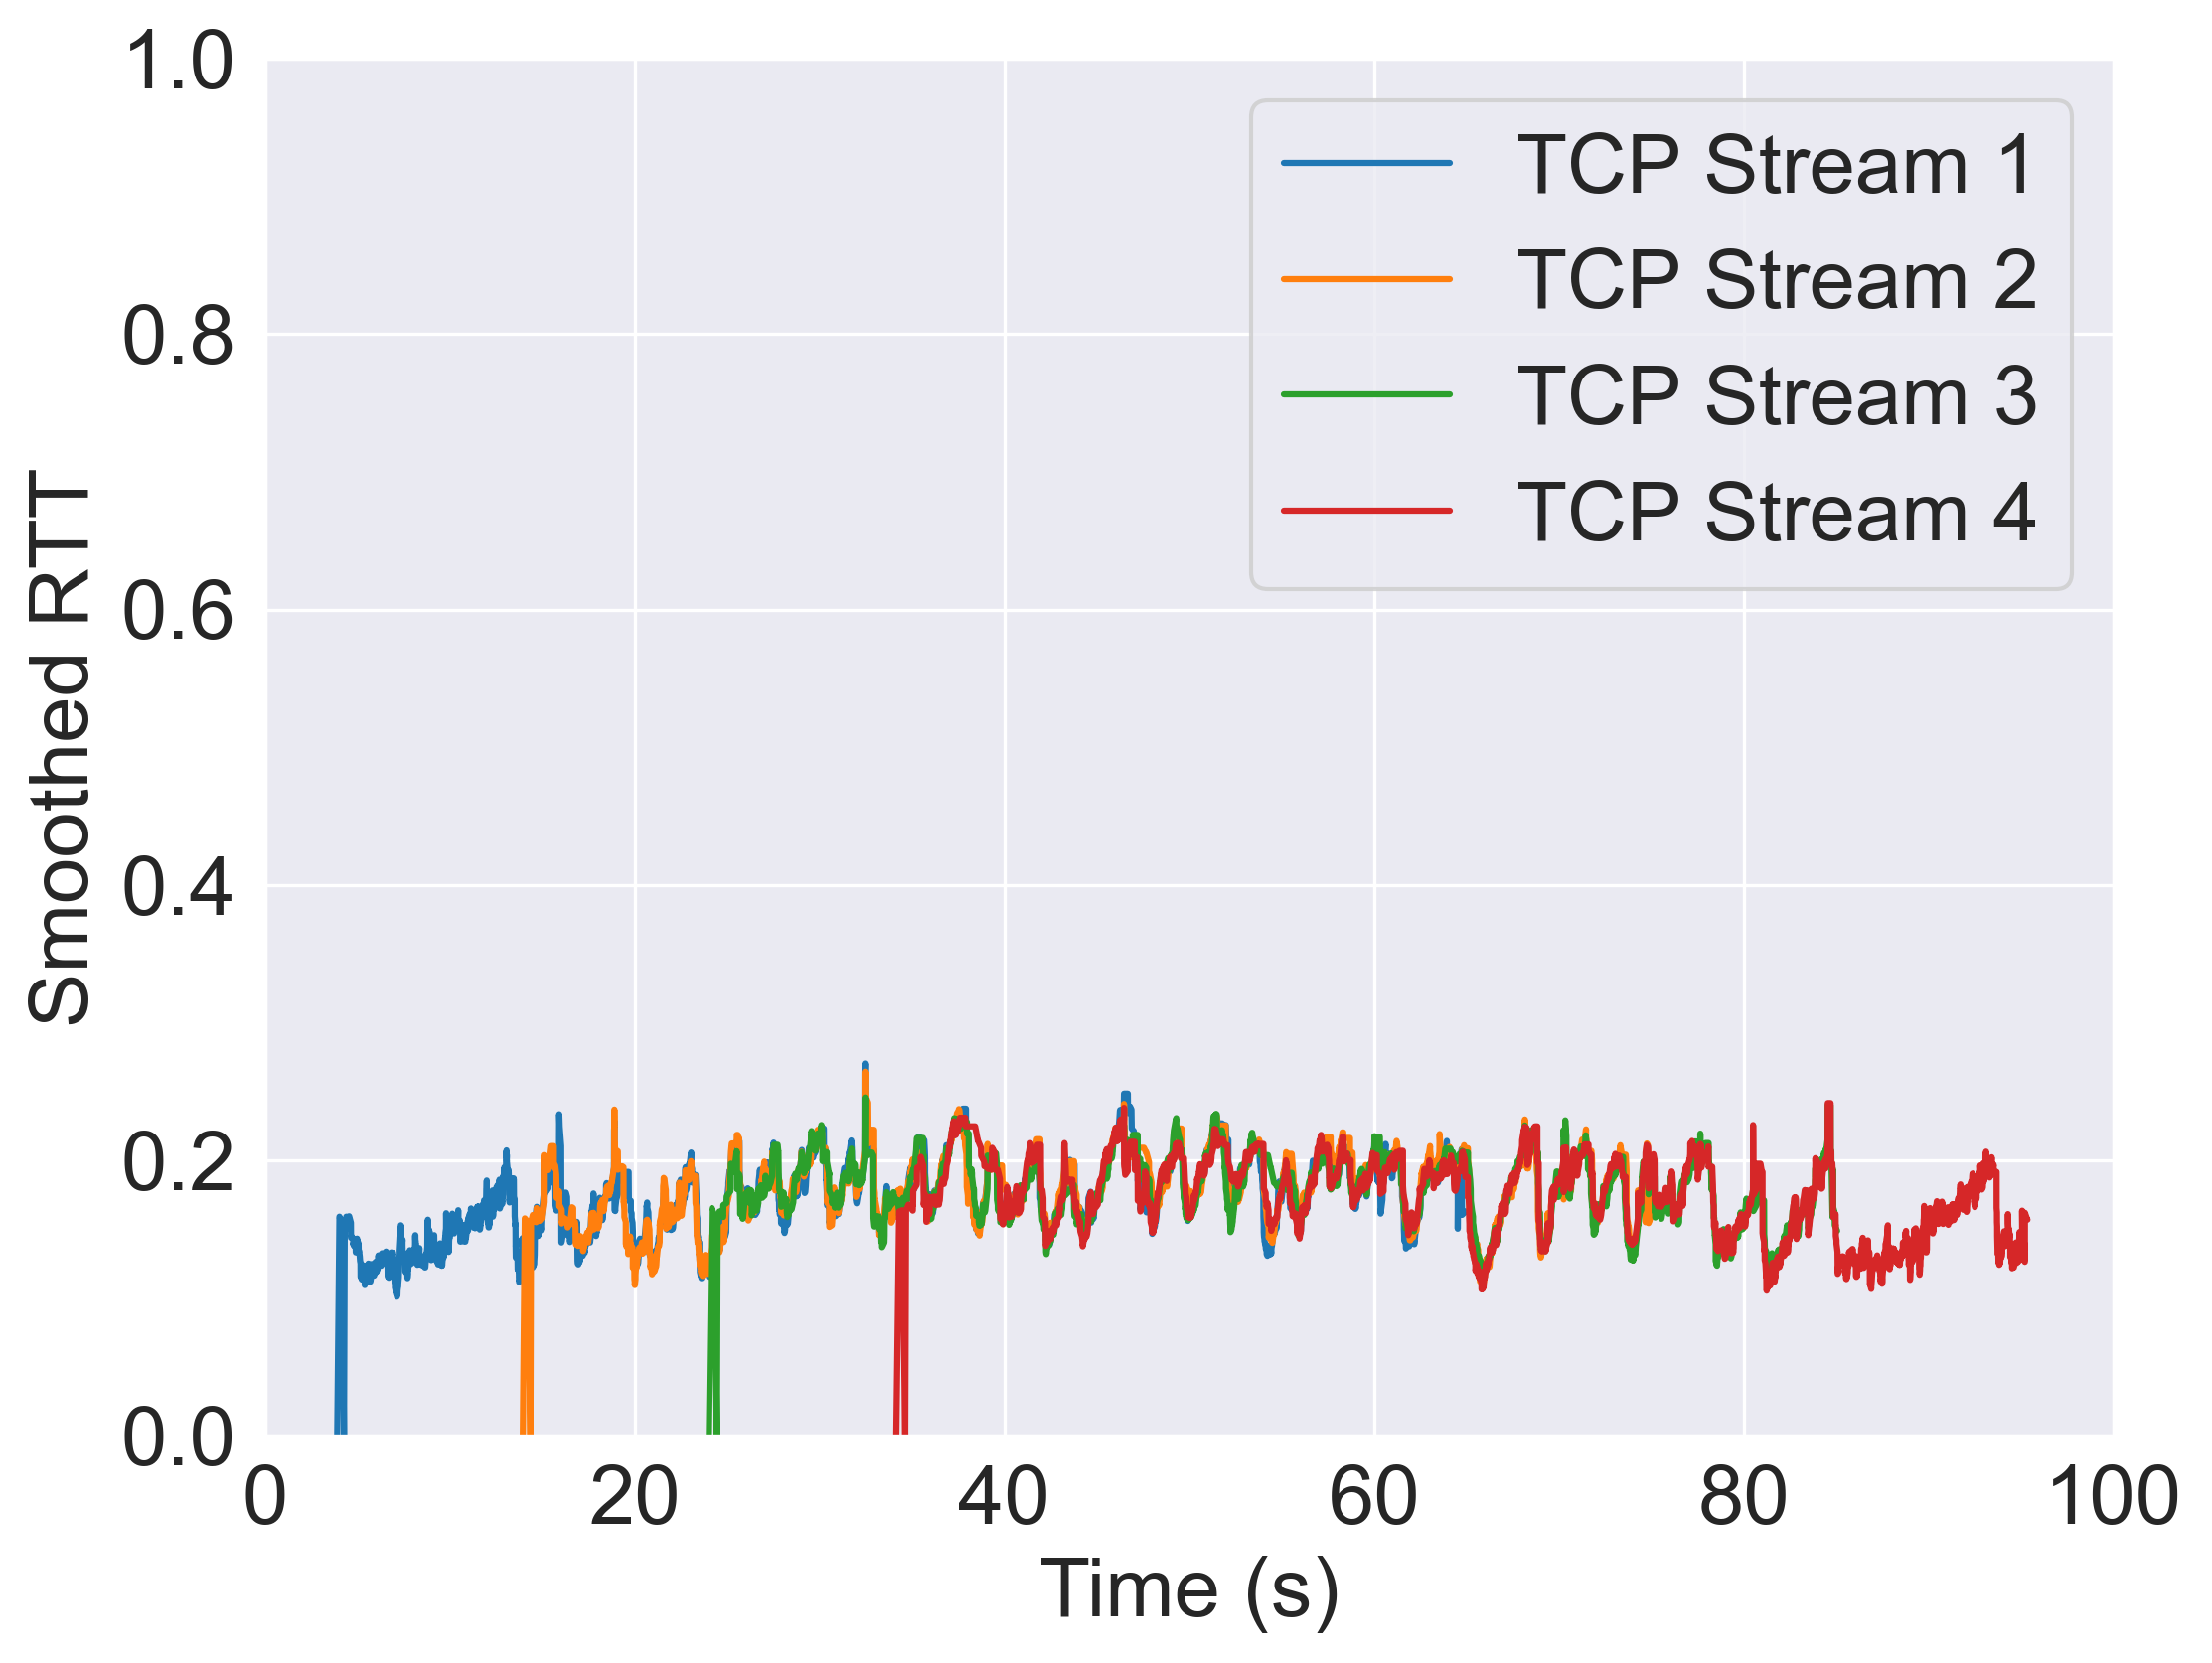 1.0
0.8
0.6
0.4
0.2
0.0
Smoothed RTT
TCP Stream 1
TCP Stream 2
TCP Stream 3
TCP Stream 4
0 20 40 60 80 100
Time (s)